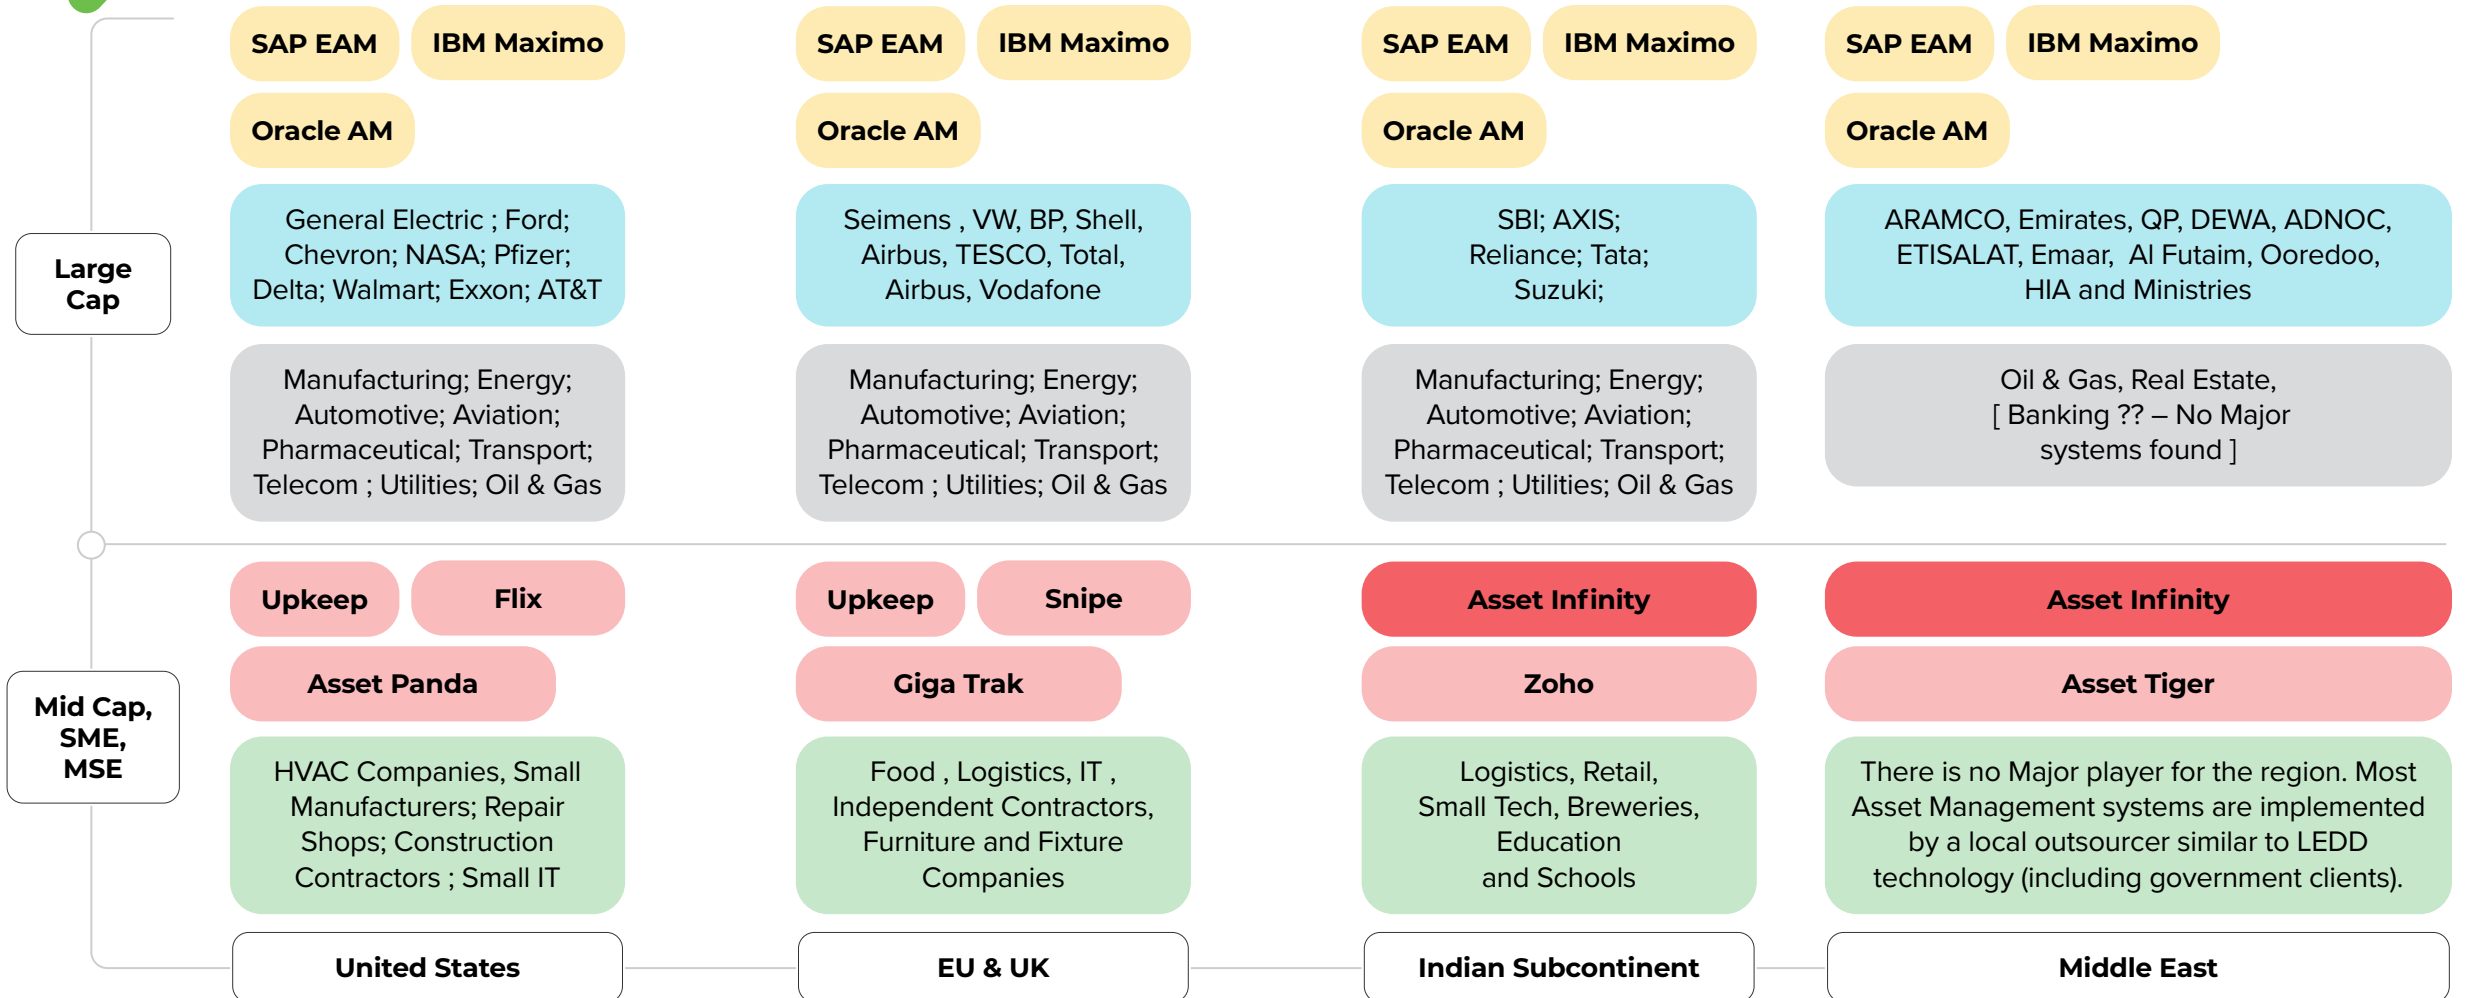 SAP EAM
IBM Maximo
Oracle AM
SAP EAM
IBM Maximo
Oracle AM
SAP EAM
IBM Maximo
Oracle AM
SAP EAM
IBM Maximo
Oracle AM
Large
Cap
General Electric ; Ford;
Chevron; NASA; Pfizer;
Delta; Walmart; Exxon; AT&T
Seimens , VW, BP, Shell,
Airbus, TESCO, Total,
Airbus, Vodafone
SBI; AXIS;
Reliance; Tata;
Suzuki;
ARAMCO, Emirates, QP, DEWA, ADNOC,
ETISALAT, Emaar, Al Futaim, Ooredoo,
HIA and Ministries
Manufacturing; Energy;
Automotive; Aviation;
Pharmaceutical; Transport;
Telecom ; Utilities; Oil & Gas
Manufacturing; Energy;
Automotive; Aviation;
Pharmaceutical; Transport;
Telecom ; Utilities; Oil & Gas
Manufacturing; Energy;
Automotive; Aviation;
Pharmaceutical; Transport;
Telecom ; Utilities; Oil & Gas
Oil & Gas, Real Estate,
[ Banking ?? – No Major
systems found ]
Mid Cap,
SME,
MSE
Upkeep
Flix
Asset Panda
Upkeep
Snipe
Giga Trak
Asset Infinity
Zoho
Asset Infinity
Asset Tiger
HVAC Companies, Small
Manufacturers; Repair
Shops; Construction
Contractors ; Small IT
Food , Logistics, IT ,
Independent Contractors,
Furniture and Fixture
Companies
Logistics, Retail,
Small Tech, Breweries,
Education
and Schools
There is no Major player for the region. Most
Asset Management systems are implemented
by a local outsourcer similar to LEDD
technology (including government clients).
United States
EU & UK
Indian Subcontinent
Middle East